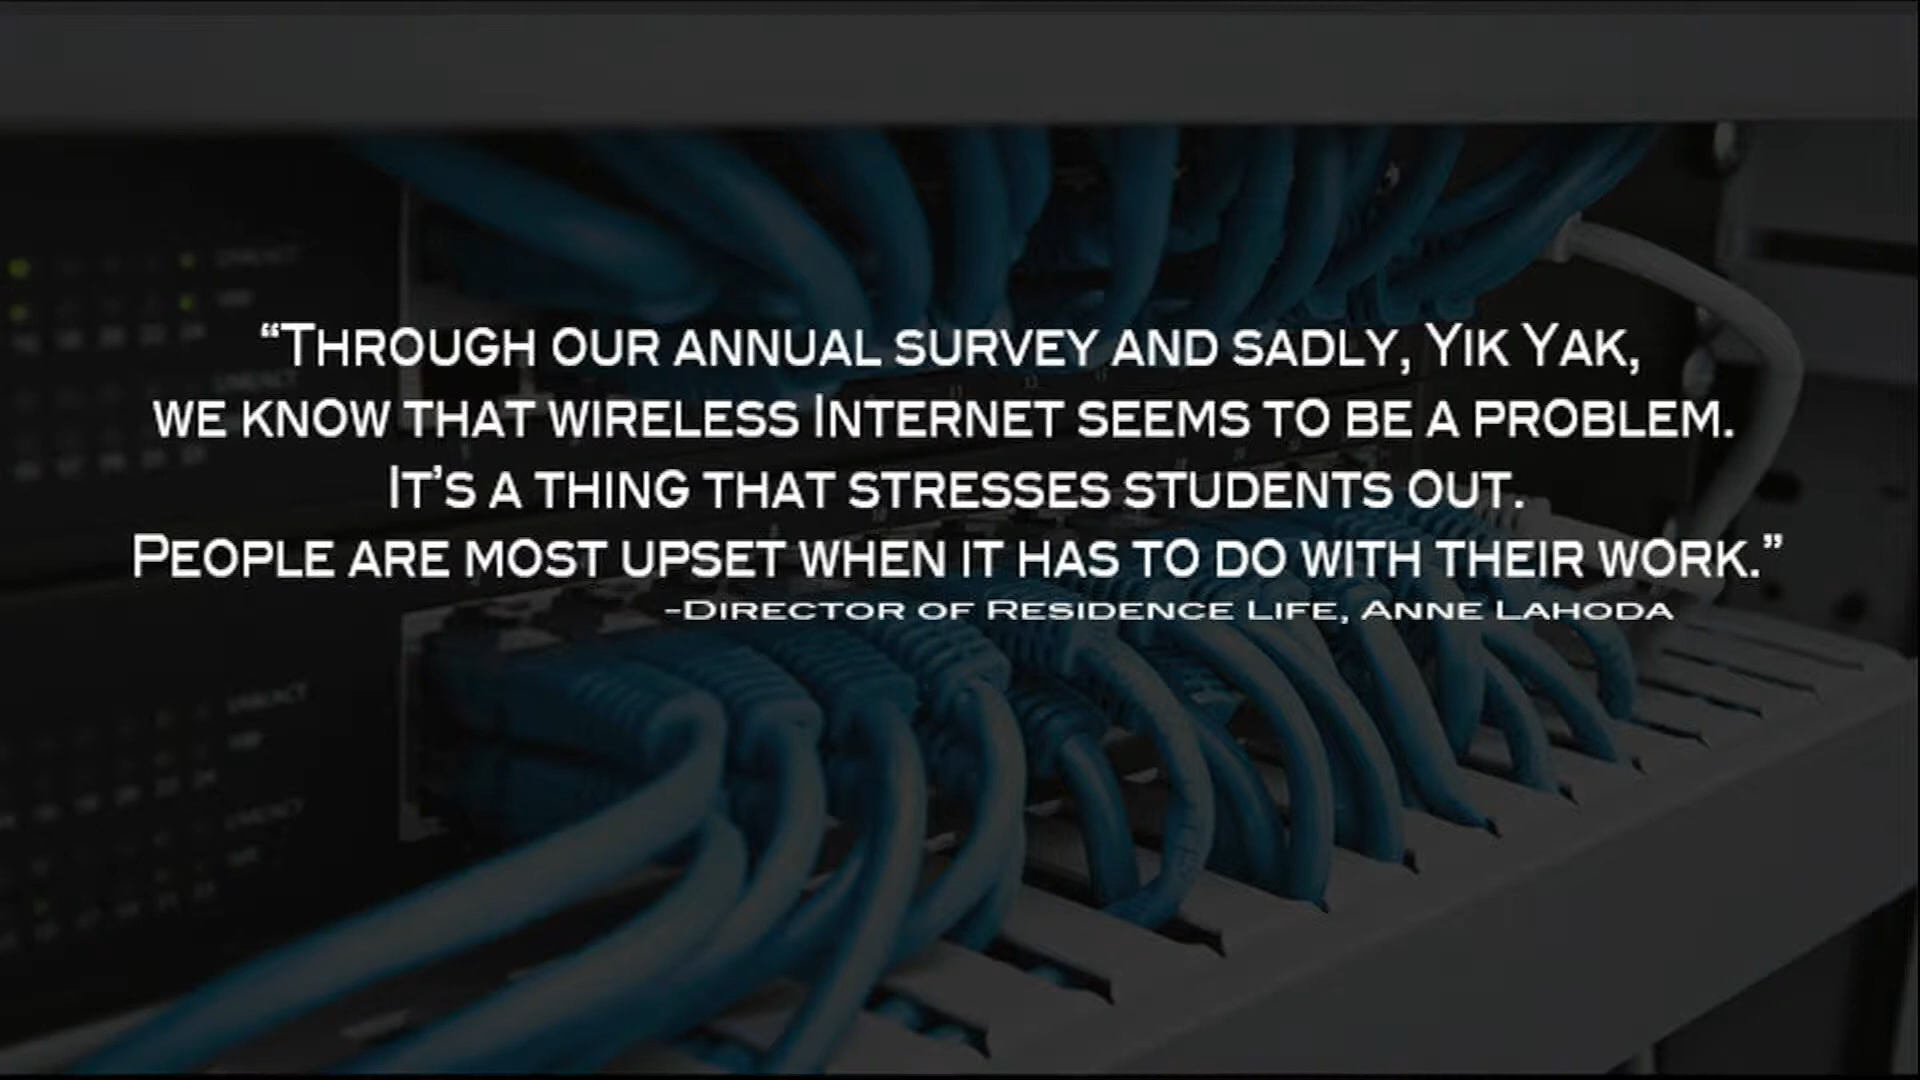 “Through our annual survey and sadly, Yik Yak,
we know that wireless Internet seems to be a problem.
It’s a thing that stresses students out.
People are most upset when it has to do with their work.”
-Director of Residence Life, Anne Lahoda